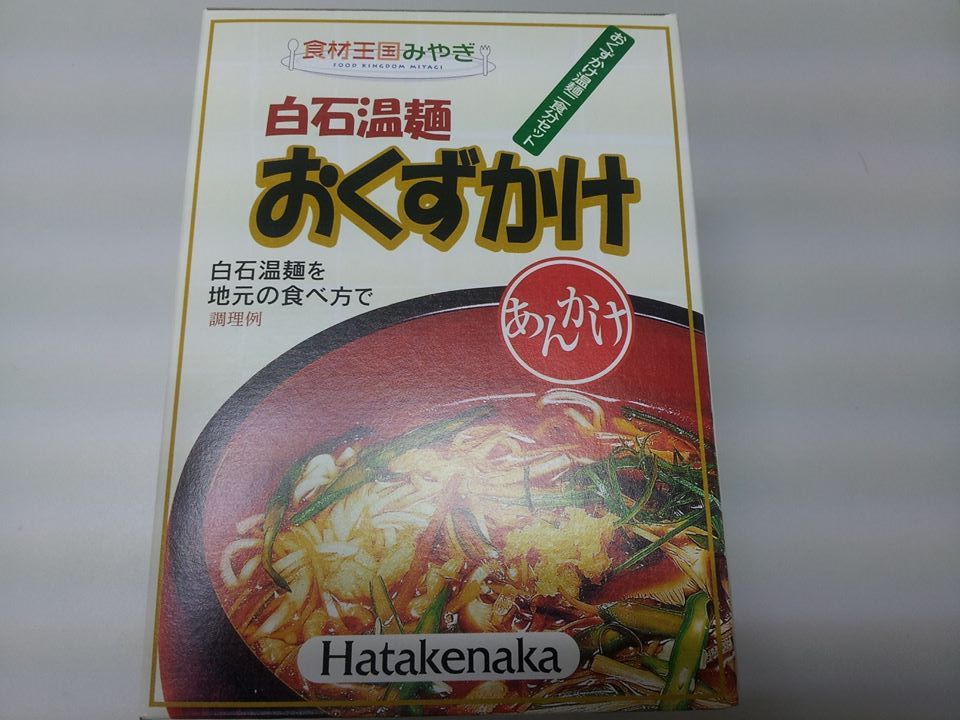 食材王国みやぎ
FOOD KINGDOM MIYAGI
おくずかけ温麺二食分セット
白石温麺
おくずかけ
白石温麺を
地元の食べ方で
調理例
あんかけ
Hatakenaka